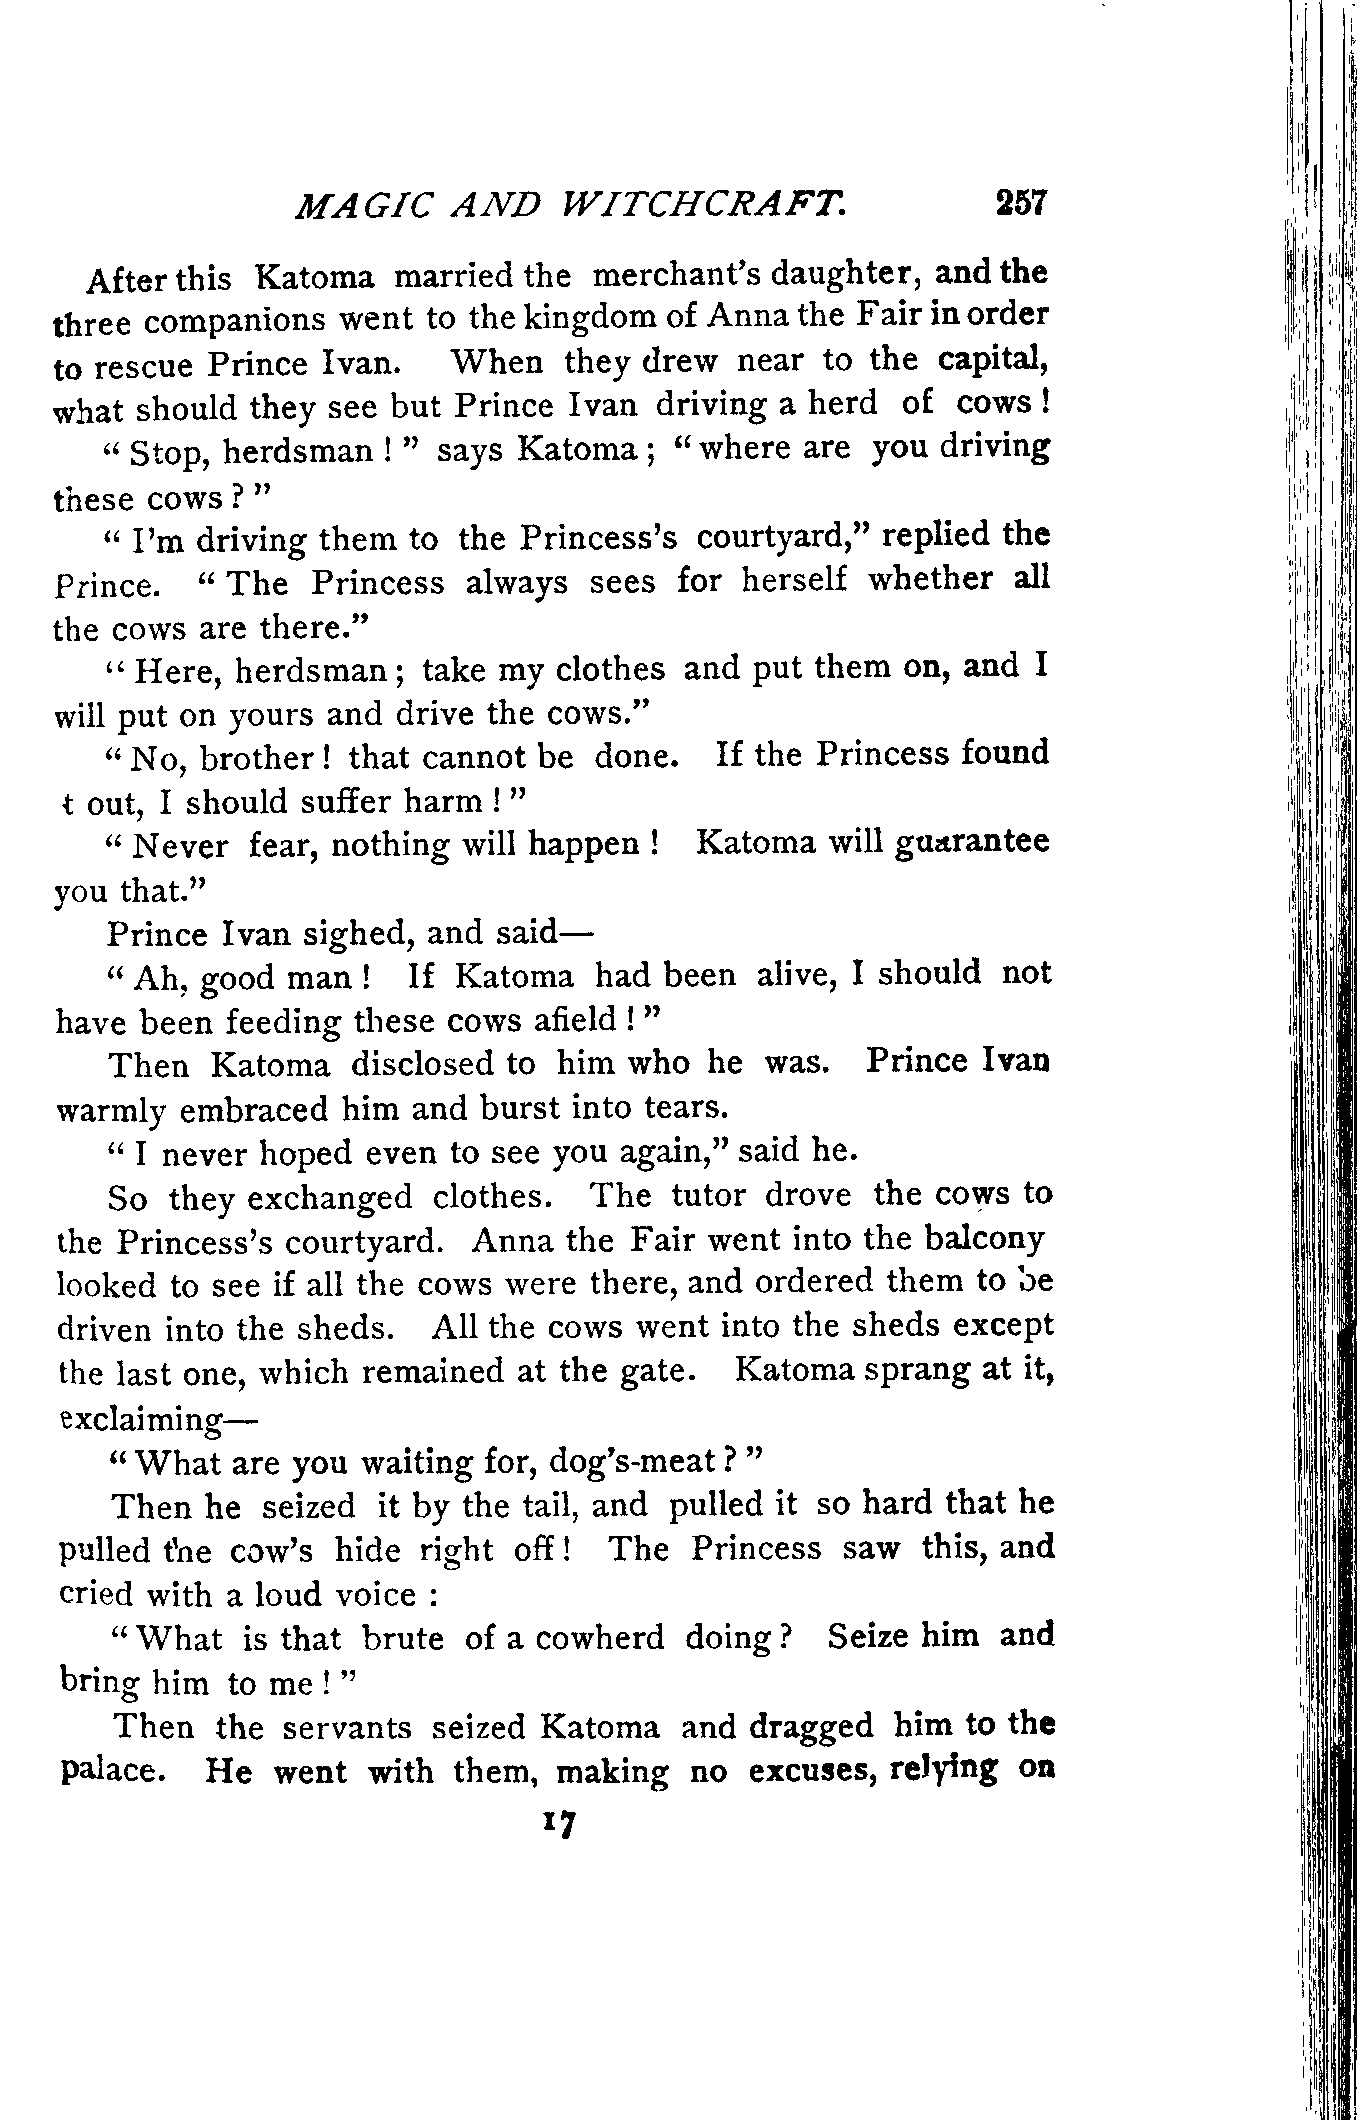 MAGIC AND WITCHCRAFT. 257
After this Katoma married the merchant's daughter, and the
three companions went to the kingdom of Anna the Fair in order
to rescue Prince Ivan. When they drew near to the capital,
what should they see but Prince Ivan driving a herd of cows!
"Stop, herdsman!" says Katoma; "where are you driving
these cows?"
"I'm driving them to the Princess's courtyard," replied the
Prince. "The Princess always sees for herself whether all
the cows are there."
"Here, herdsman; take my clothes and put them on, and I
will put on yours and drive the cows."
"No, brother! that cannot be done. If the Princess found
t out, I should suffer harm!"
"Never fear, nothing will happen! Katoma will guarantee
you that."
Prince Ivan sighed, and said—
"Ah, good man! If Katoma had been alive, I should not
have been feeding these cows afield!"
Then Katoma disclosed to him who he was. Prince Ivan
warmly embraced him and burst into tears.
"I never hoped even to see you again," said he.
So they exchanged clothes. The tutor drove the cows to
the Princess's courtyard. Anna the Fair went into the balcony
looked to see if all the cows were there, and ordered them to be
driven into the sheds. All the cows went into the sheds except
the last one, which remained at the gate. Katoma sprang at it,
exclaiming—
"What are you waiting for, dog's-meat?"
Then he seized it by the tail, and pulled it so hard that he
pulled the cow's hide right off! The Princess saw this, and
cried with a loud voice:
"What is that brute of a cowherd doing? Seize him and
bring him to me!"
Then the servants seized Katoma and dragged him to the
palace. He went with them, making no excuses, relying on
17